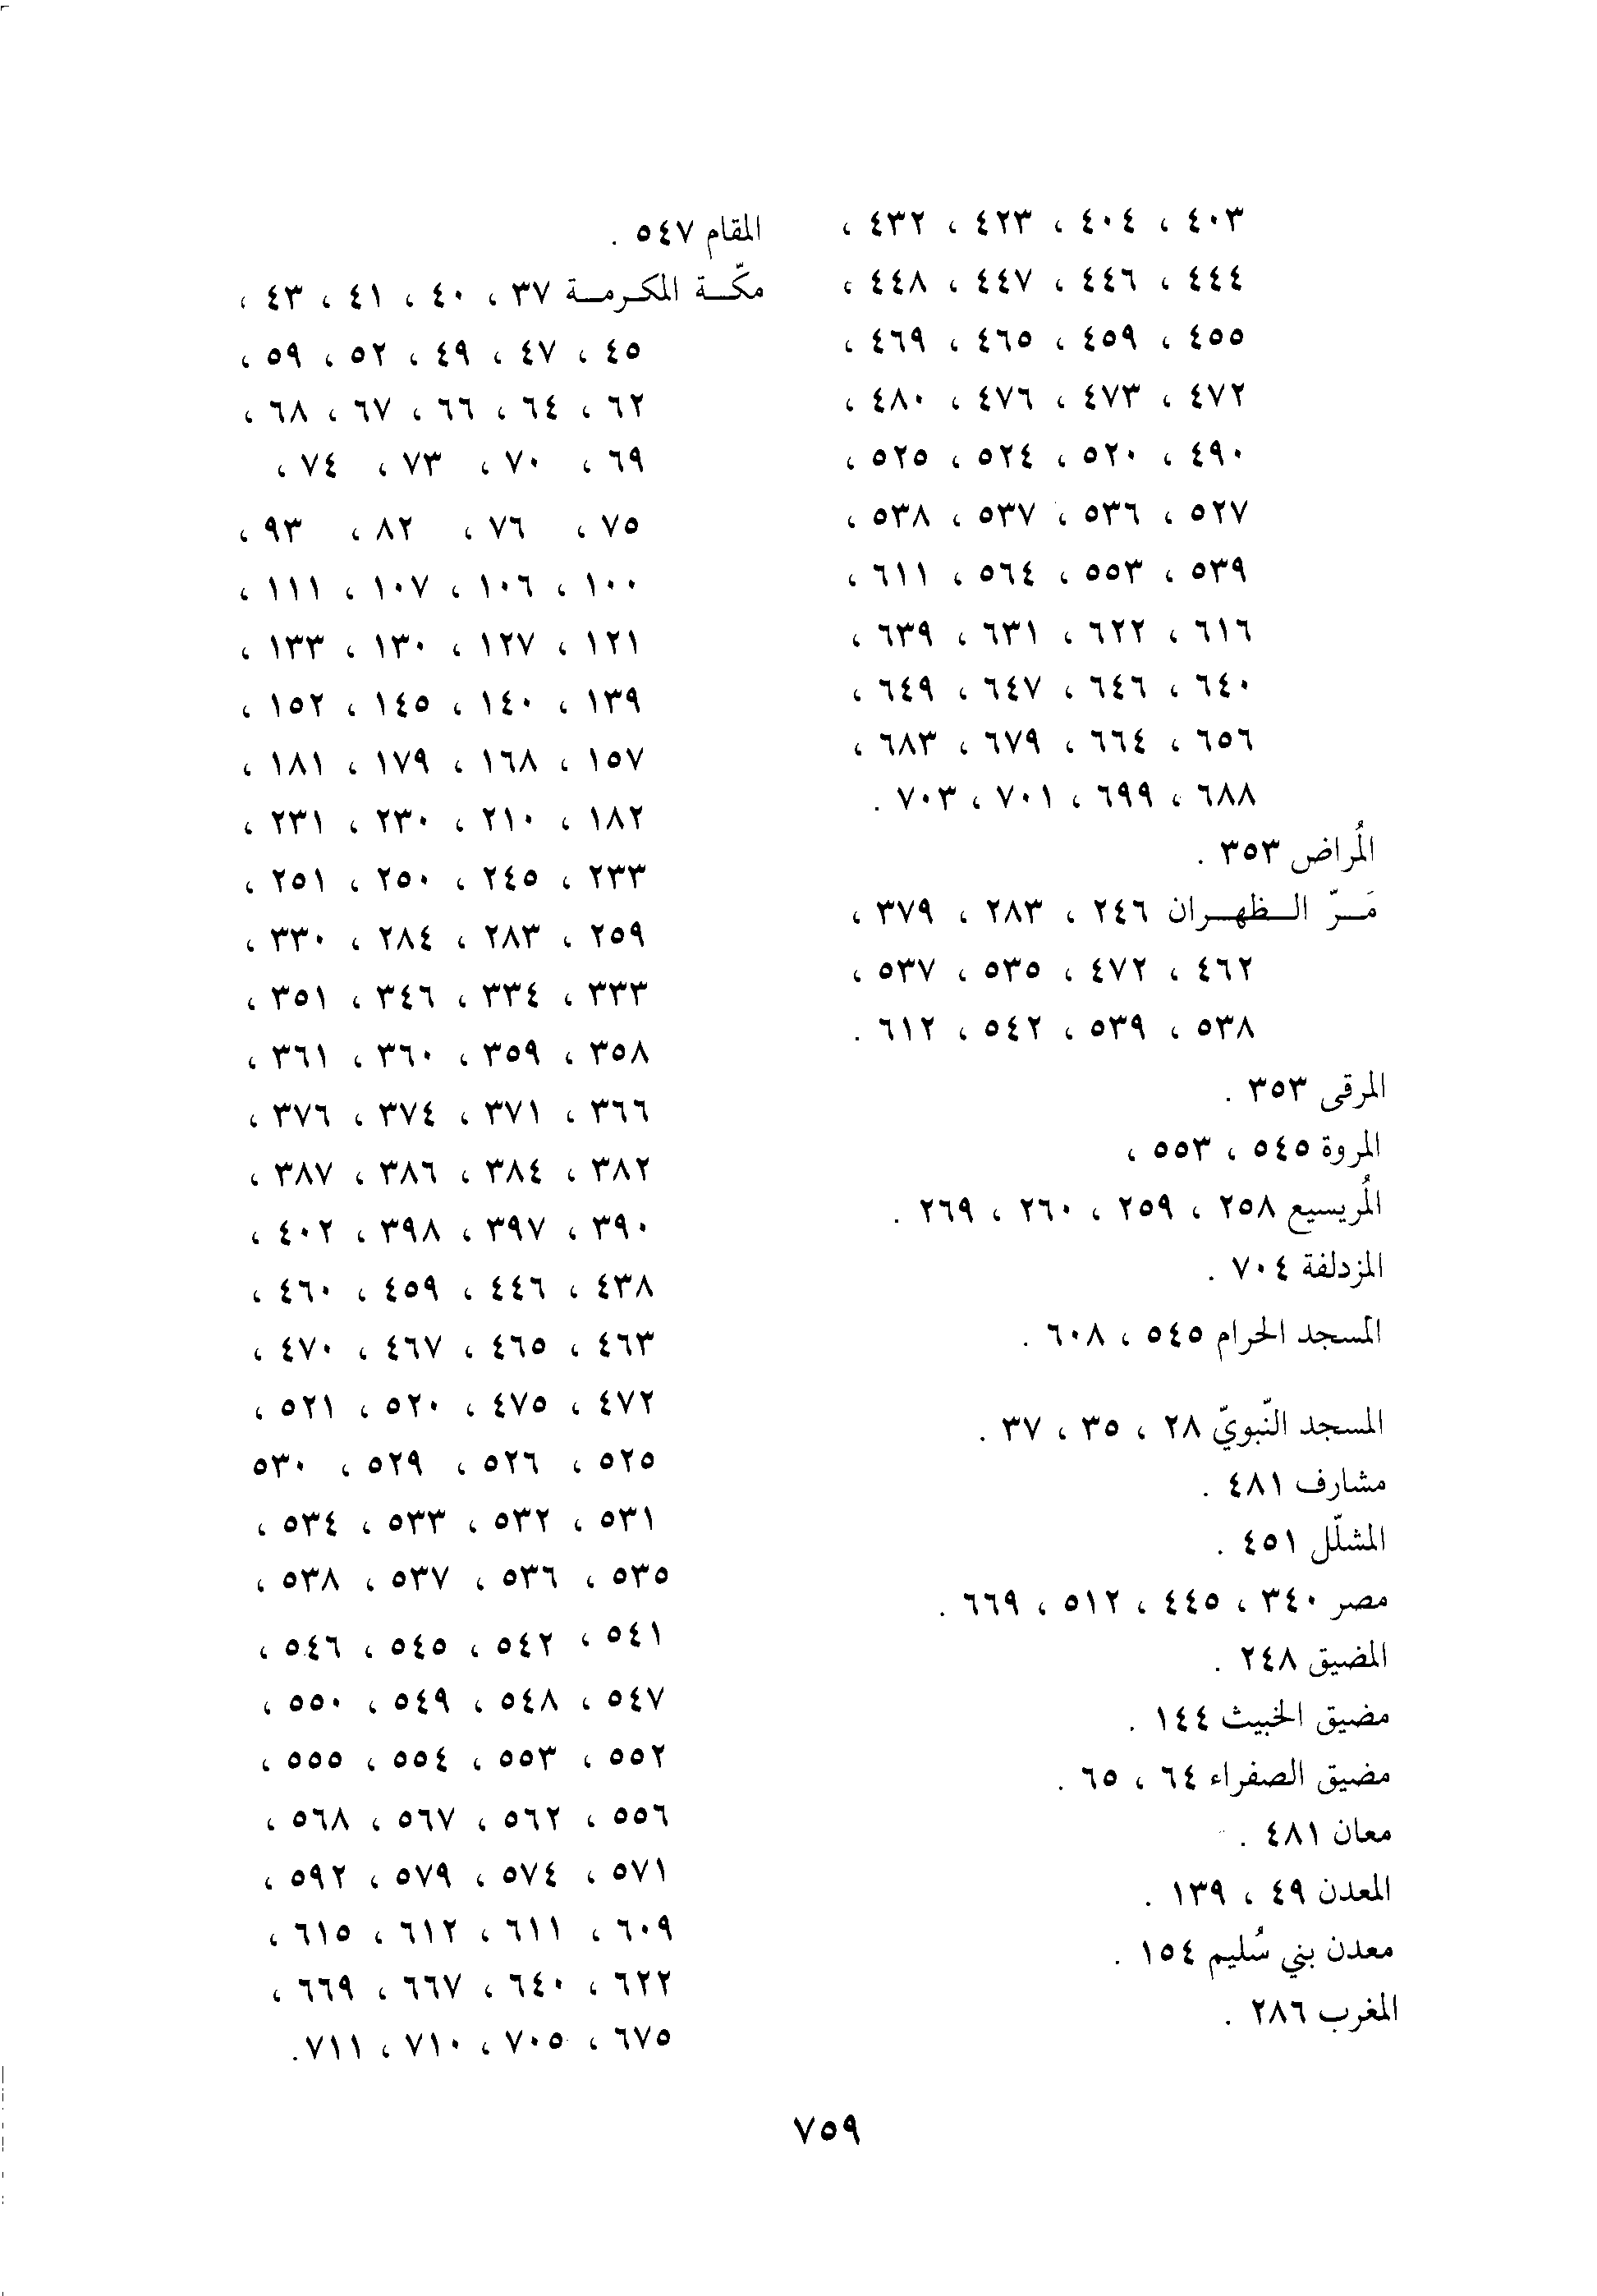 ٤٠٣ ، ٤٠٤ ، ٤٢٣ ، ٤٣٢ ،
٤٤٤ ، ٤٤٦ ، ٤٤٧ ، ٤٤٨ ،
٤٥٥ ، ٤٥٩ ، ٤٦٥ ، ٤٦٩ ،
٤٧٢ ، ٤٧٣ ، ٤٧٦ ، ٤٨٠ ،
٤٩٠ ، ٥٢٠ ، ٥٢٤ ، ٥٢٥ ،
٥٢٧ ، ٥٣٦ ، ٥٣٧ ، ٥٣٨ ،
٥٣٩ ، ٥٥٣ ، ٥٦٤ ، ٦١١ ،
٦١٦ ، ٦٢٢ ، ٦٣١ ، ٦٣٩ ،
٦٤٠ ، ٦٤٦ ، ٦٤٧ ، ٦٤٩ ،
٦٥٦ ، ٦٦٤ ، ٦٧٩ ، ٦٨٣ ،
٦٨٨ ، ٦٩٩ ، ٧٠١ ، ٧٠٣ .
المُراض ٣٥٣ .
مَرّ الظهران ٢٤٦ ، ٢٨٣ ، ٣٧٩ ،
٤٦٢ ، ٤٧٢ ، ٥٣٥ ، ٥٣٧ ،
٥٣٨ ، ٥٣٩ ، ٥٤٢ ، ٦١٢ .
المرقى ٣٥٣ .
المروة ٥٤٥ ، ٥٥٣ ،
المُريسيع ٢٥٨ ، ٢٥٩ ، ٢٦٠ ، ٢٦٩ .
المزدلفة ٧٠٤ .
المسجد الحرام ٥٤٥ ، ٦٠٨ .
المسجد النّبويّ ٢٨ ، ٣٥ ، ٣٧ .
مشارف ٤٨١ .
المشلّل ٤٥١ .
مصر ٣٤٠ ، ٤٤٥ ، ٥١٢ ، ٦٦٩ .
المضيق ٢٤٨ .
مضيق الخبيث ١٤٤ .
مضيق الصفراء ٦٤ ، ٦٥ .
معان ٤٨١ .
المعدن ٤٩ ، ١٣٩ .
معدن بني سُليم ١٥٤ .
المغرب ٢٨٦ .
المقام ٥٤٧ .
مكّة المكرمة ٣٧ ، ٤٠ ، ٤١ ، ٤٣ ،
٤٥ ، ٤٧ ، ٤٩ ، ٥٢ ، ٥٩ ،
٦٢ ، ٦٤ ، ٦٦ ، ٦٧ ، ٦٨ ،
٦٩ ، ٧٠ ، ٧٣ ، ٧٤ ،
٧٥ ، ٧٦ ، ٨٢ ، ٩٣ ،
١٠٠ ، ١٠٦ ، ١٠٧ ، ١١١ ،
١٢١ ، ١٢٧ ، ١٣٠ ، ١٣٣ ،
١٣٩ ، ١٤٠ ، ١٤٥ ، ١٥٢ ،
١٥٧ ، ١٦٨ ، ١٧٩ ، ١٨١ ،
١٨٢ ، ٢١٠ ، ٢٣٠ ، ٢٣١ ،
٢٣٣ ، ٢٤٥ ، ٢٥٠ ، ٢٥١ ،
٢٥٩ ، ٢٨٣ ، ٢٨٤ ، ٣٣٠ ،
٣٣٣ ، ٣٣٤ ، ٣٤٦ ، ٣٥١ ،
٣٥٨ ، ٣٥٩ ، ٣٦٠ ، ٣٦١ ،
٣٦٦ ، ٣٧١ ، ٣٧٤ ، ٣٧٦ ،
٣٨٢ ، ٣٨٤ ، ٣٨٦ ، ٣٨٧ ،
٣٩٠ ، ٣٩٧ ، ٣٩٨ ، ٤٠٢ ،
٤٣٨ ، ٤٤٦ ، ٤٥٩ ، ٤٦٠ ،
٤٦٣ ، ٤٦٥ ، ٤٦٧ ، ٤٧٠ ،
٤٧٢ ، ٤٧٥ ، ٥٢٠ ، ٥٢١ ،
٥٢٥ ، ٥٢٦ ، ٥٢٩ ، ٥٣٠
٥٣١ ، ٥٣٢ ، ٥٣٣ ، ٥٣٤ ،
٥٣٥ ، ٥٣٦ ، ٥٣٧ ، ٥٣٨ ،
٥٤١ ، ٥٤٢ ، ٥٤٥ ، ٥٤٦ ،
٥٤٧ ، ٥٤٨ ، ٥٤٩ ، ٥٥٠ ،
٥٥٢ ، ٥٥٣ ، ٥٥٤ ، ٥٥٥ ،
٥٥٦ ، ٥٦٢ ، ٥٦٧ ، ٥٦٨ ،
٥٧١ ، ٥٧٤ ، ٥٧٩ ، ٥٩٢ ،
٦٠٩ ، ٦١١ ، ٦١٢ ، ٦١٥ ،
٦٢٢ ، ٦٤٠ ، ٦٦٧ ، ٦٦٩ ،
٦٧٥ ، ٧٠٥ ، ٧١٠ ، ٧١١.
٧٥٩